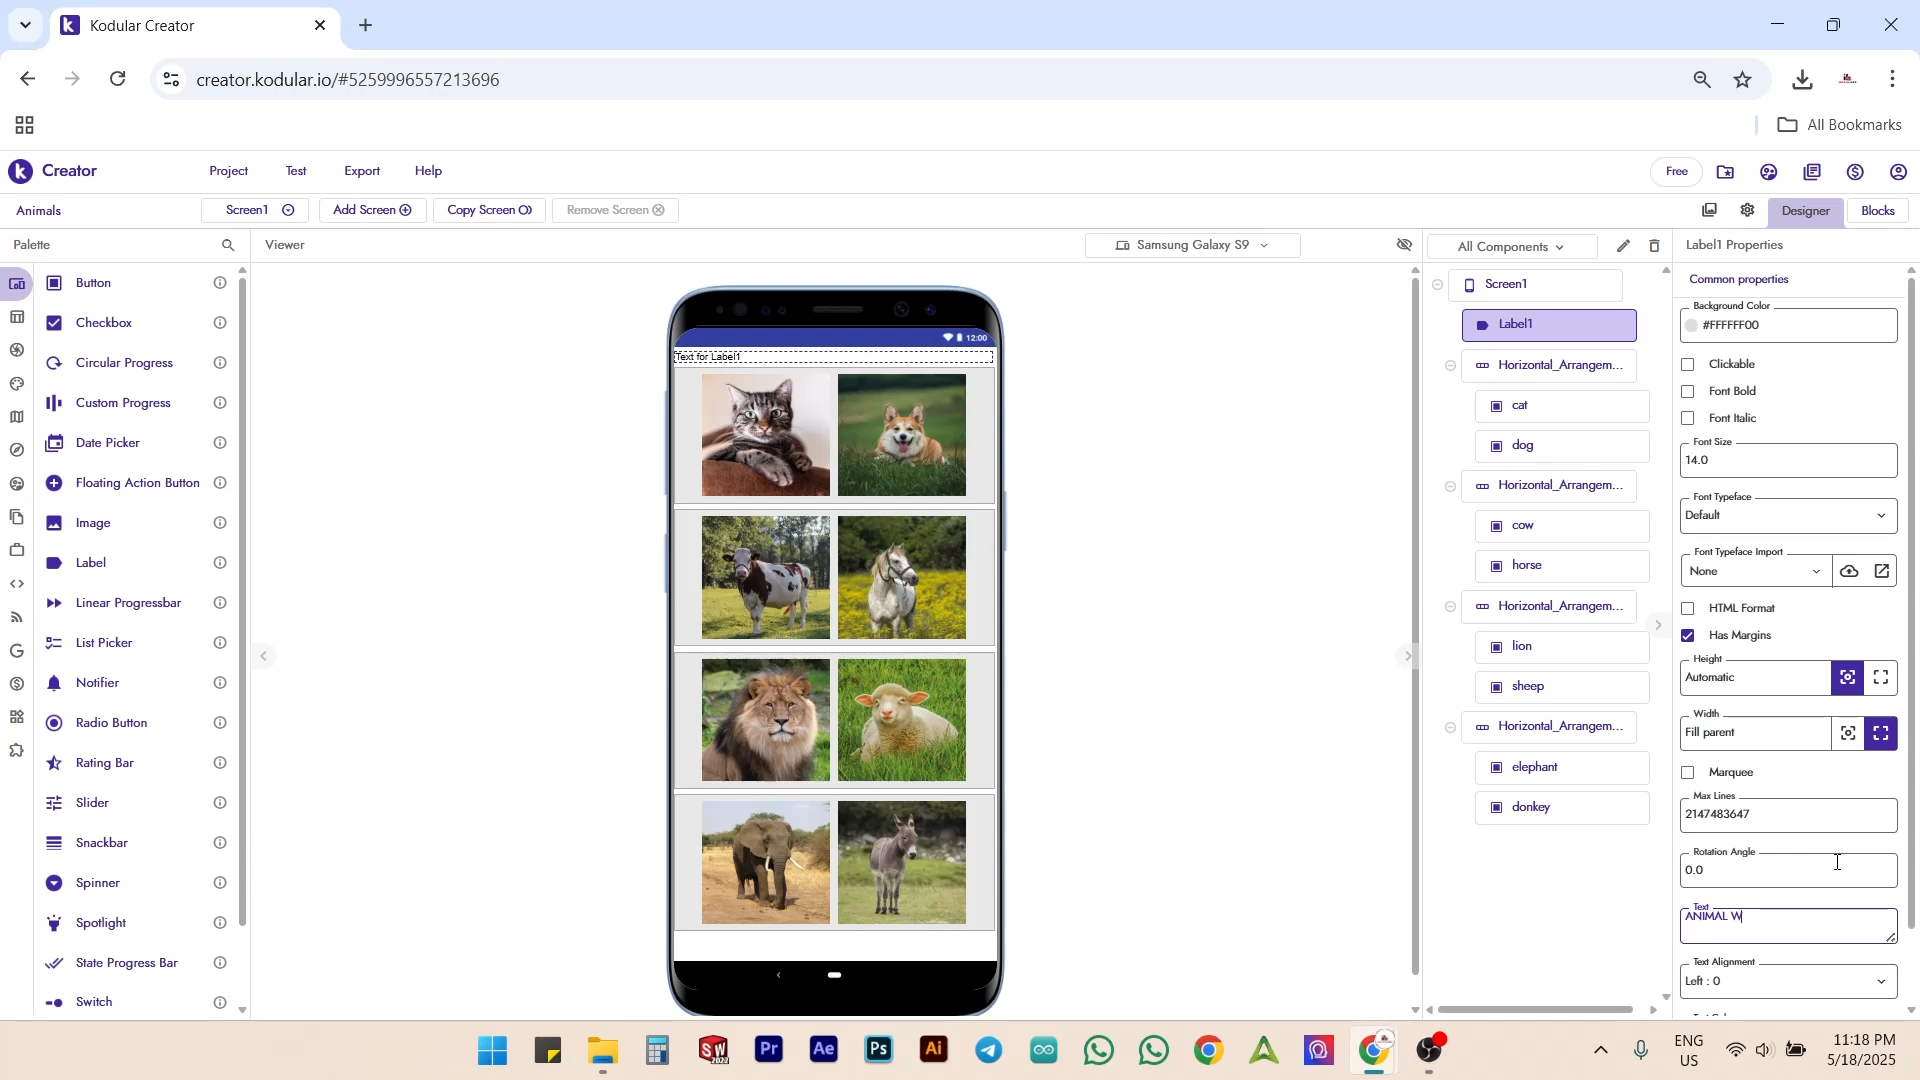 Kodular Creator
creator.kodular.io/#5259996557213696
All Bookmarks
Creator
Project
Test
Export
Help
Free
Animals
Screen1
Add Screen
Copy Screen
Remove Screen
Designer
Blocks
Palette
Viewer
Samsung Galaxy S9
All Components
Label1 Properties
Button
Checkbox
Circular Progress
Custom Progress
Date Picker
Floating Action Button
Image
Label
Linear Progressbar
List Picker
Notifier
Radio Button
Rating Bar
Slider
Snackbar
Spinner
Spotlight
State Progress Bar
Switch
12:00
Text for Label1
Screen1
Label1
Horizontal_Arrangem...
cat
dog
Horizontal_Arrangem...
cow
horse
Horizontal_Arrangem...
lion
sheep
Horizontal_Arrangem...
elephant
donkey
Common properties
Background Color
#FFFFFF00
Clickable
Font Bold
Font Italic
Font Size
14.0
Font Typeface
Default
Font Typeface Import
None
HTML Format
Has Margins
Height
Automatic
Width
Fill parent
Marquee
Max Lines
2147483647
Rotation Angle
0.0
Text
ANIMAL W
Text Alignment
Left : 0
SW
2022
Pr
Ae
Ps
Ai
ENG
US
11:18 PM
5/18/2025